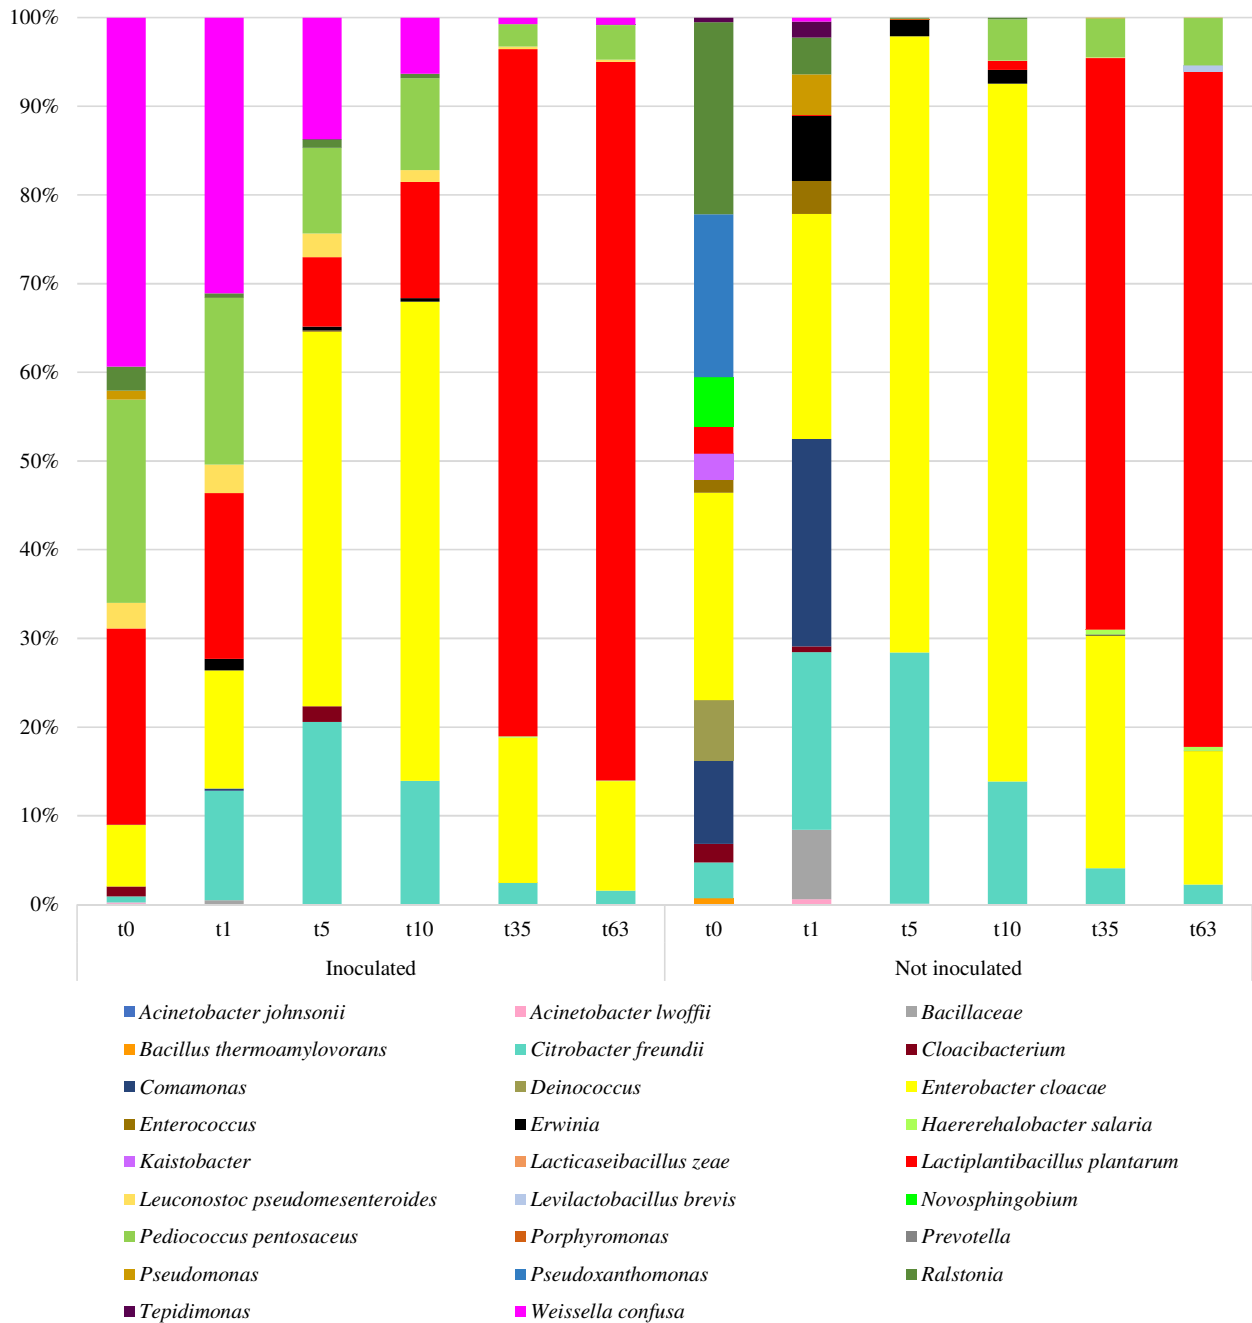 100%
90%
80%
70%
60%
50%
40%
30%
20%
10%
0%
t0 t1 t5 t10 t35 t63 t0 t1 t5 t10 t35 t63
Inoculated Not inoculated
Acinetobacter johnsonii Acinetobacter lwoffii Bacillaceae
Bacillus thermoamylovorans Citrobacter freundii Cloacibacterium
Comamonas Deinococcus Enterobacter cloacae
Enterococcus Erwinia Haererehalobacter salaria
Kaistobacter Lacticaseibacillus zeae Lactiplantibacillus plantarum
Leuconostoc pseudomesenteroides Levilactobacillus brevis Novosphingobium
Pediococcus pentosaceus Porphyromonas Prevotella
Pseudomonas Pseudoxanthomonas Ralstonia
Tepidimonas Weissella confusa